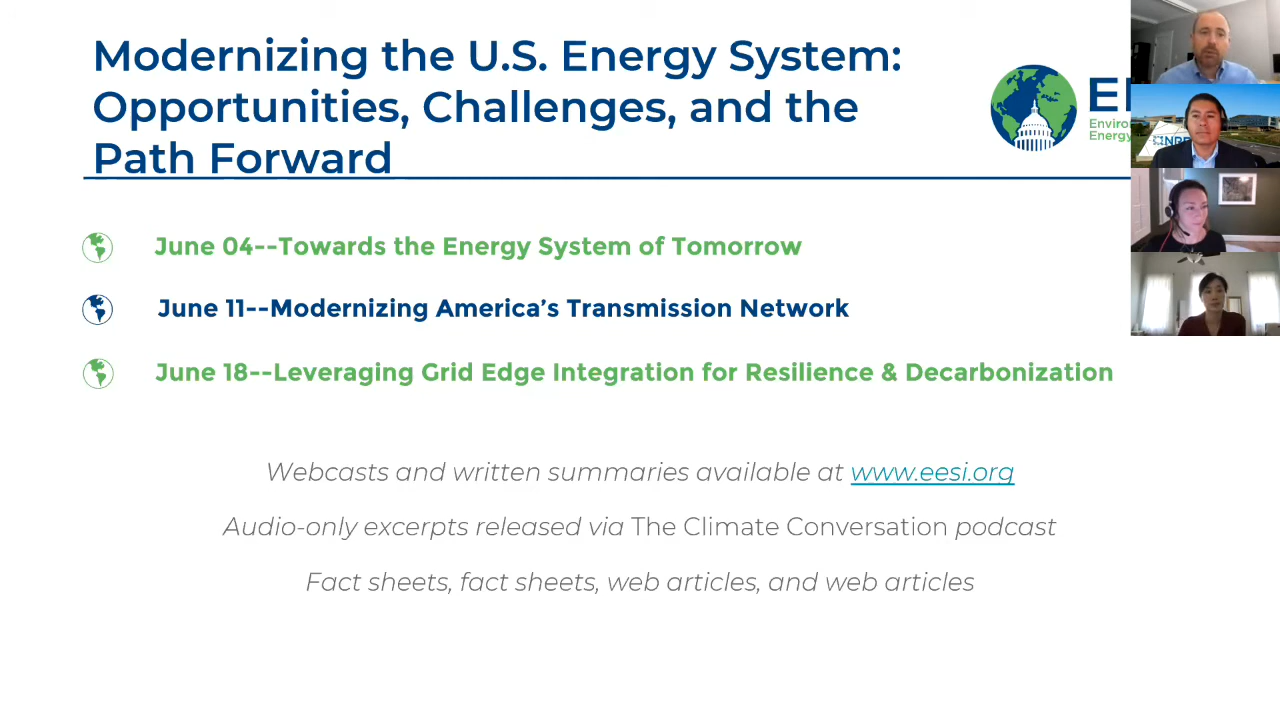 Modernizing the U.S. Energy System:
Opportunities, Challenges, and the
Path Forward
Energy
June 04--Towards the Energy System of Tomorrow
June 11--Modernizing America's Transmission Network
June 18--Leveraging Grid Edge Integration for Resilience & Decarbonization
Webcasts and written summaries available at www.eesi.org
Audio-only excerpts released via The Climate Conversation podcast
Fact sheets, fact sheets, web articles, and web articles